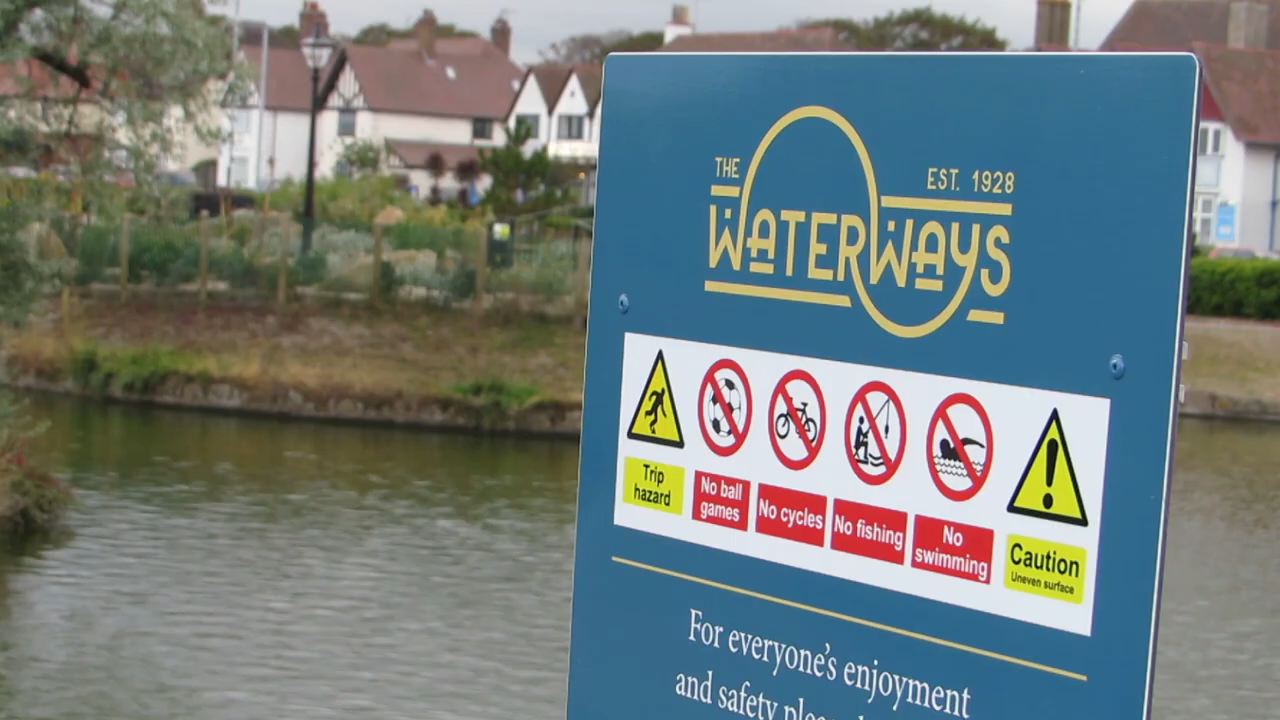 THE
EST. 1928
WATERWAYS
Trip
hazard
No ball
games
No cycles
No fishing
No
swimming
Caution
Uneven surface
For everyone's enjoyment
and safety